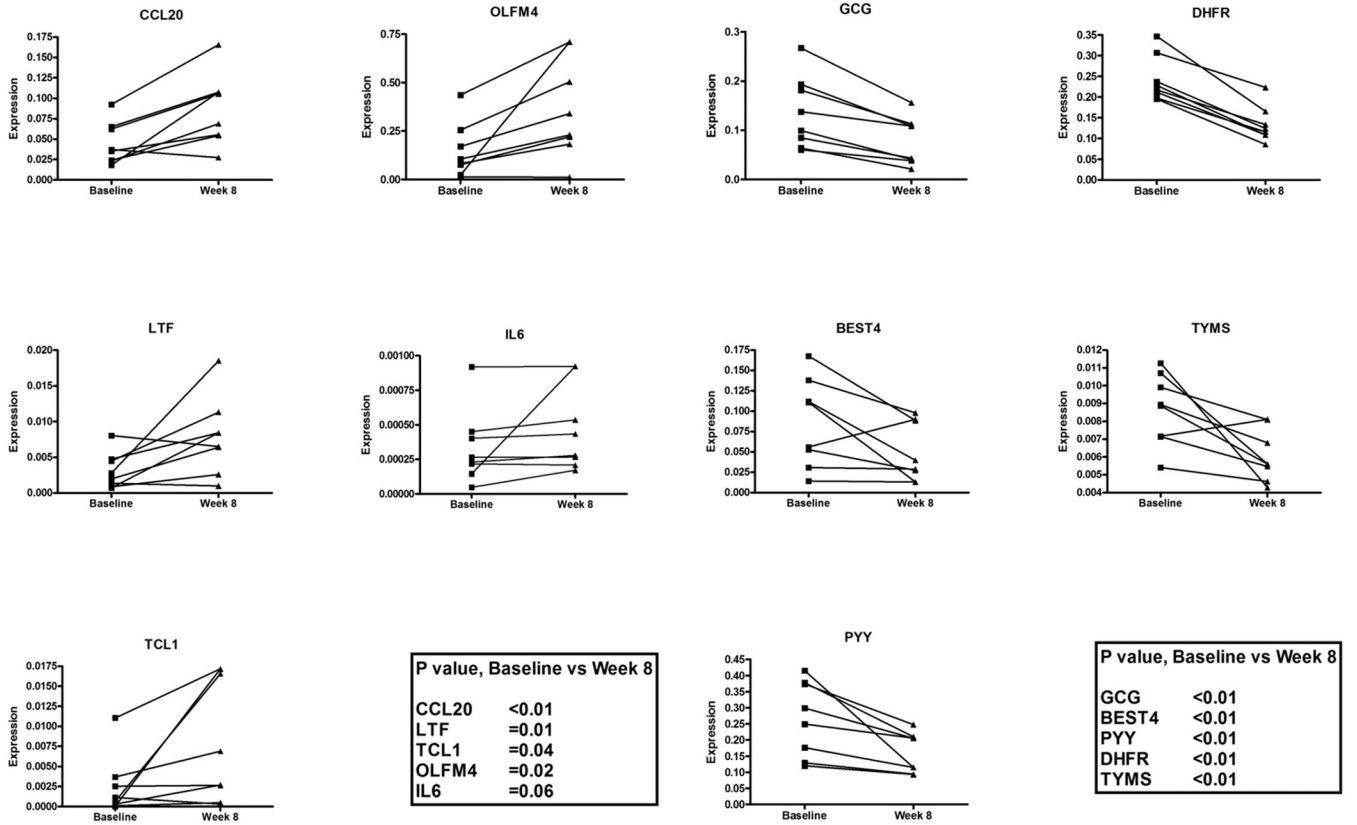 CCL20
Expression
0.175
0.150
0.125
0.100
0.075
0.050
0.025
0.000
Baseline Week 8
OLFM4
Expression
0.75
0.50
0.25
0.00
Baseline Week 8
GCG
Expression
0.3
0.2
0.1
0.0
Baseline Week 8
DHFR
Expression
0.35
0.30
0.25
0.20
0.15
0.10
0.05
0.00
Baseline Week 8
LTF
Expression
0.020
0.015
0.010
0.005
0.000
Baseline Week 8
IL6
Expression
0.00100
0.00075
0.00050
0.00025
0.00000
Baseline Week 8
BEST4
Expression
0.175
0.150
0.125
0.100
0.075
0.050
0.025
0.000
Baseline Week 8
TYMS
Expression
0.012
0.011
0.010
0.009
0.008
0.007
0.006
0.005
0.004
Baseline Week 8
TCL1
Expression
0.0175
0.0150
0.0125
0.0100
0.0075
0.0050
0.0025
0.0000
Baseline Week 8
P value, Baseline vs Week 8
CCL20 <0.01
LTF =0.01
TCL1 =0.04
OLFM4 =0.02
IL6 =0.06
PYY
Expression
0.45
0.40
0.35
0.30
0.25
0.20
0.15
0.10
0.05
0.00
Baseline Week 8
P value, Baseline vs Week 8
GCG <0.01
BEST4 <0.01
PYY <0.01
DHFR <0.01
TYMS <0.01